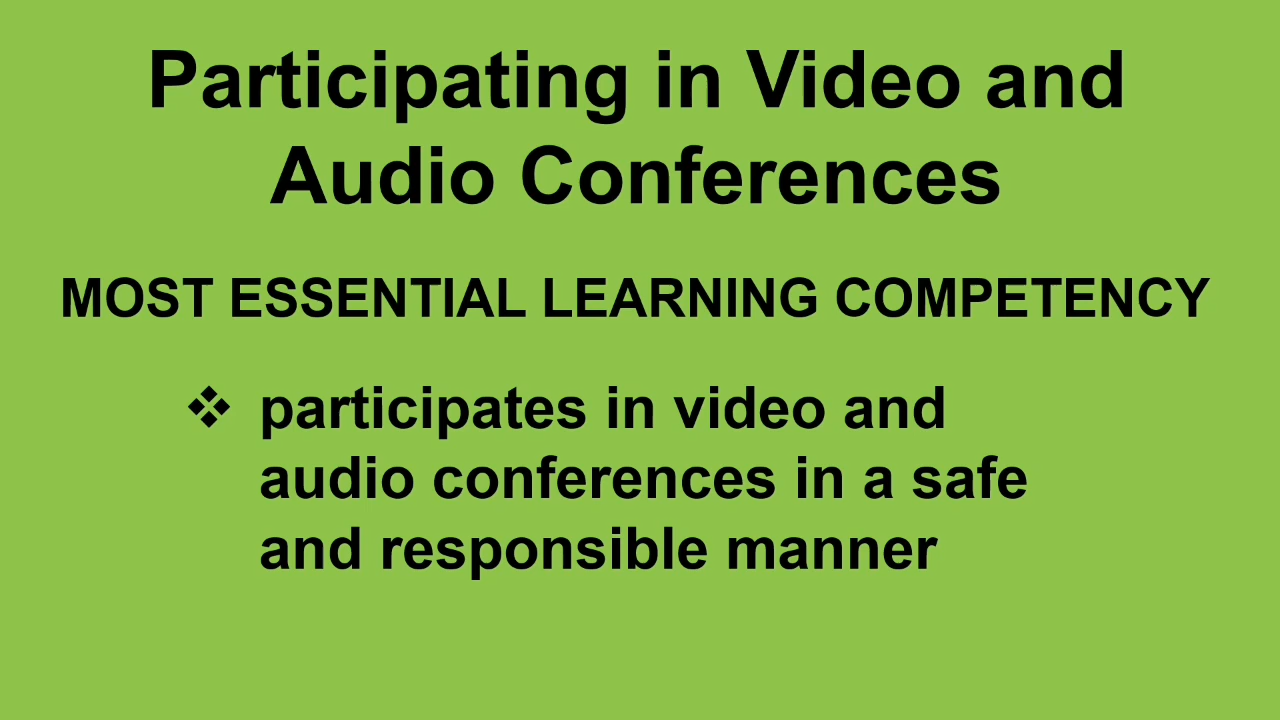 Participating in Video and
Audio Conferences
MOST ESSENTIAL LEARNING COMPETENCY
❖ participates in video and
audio conferences in a safe
and responsible manner